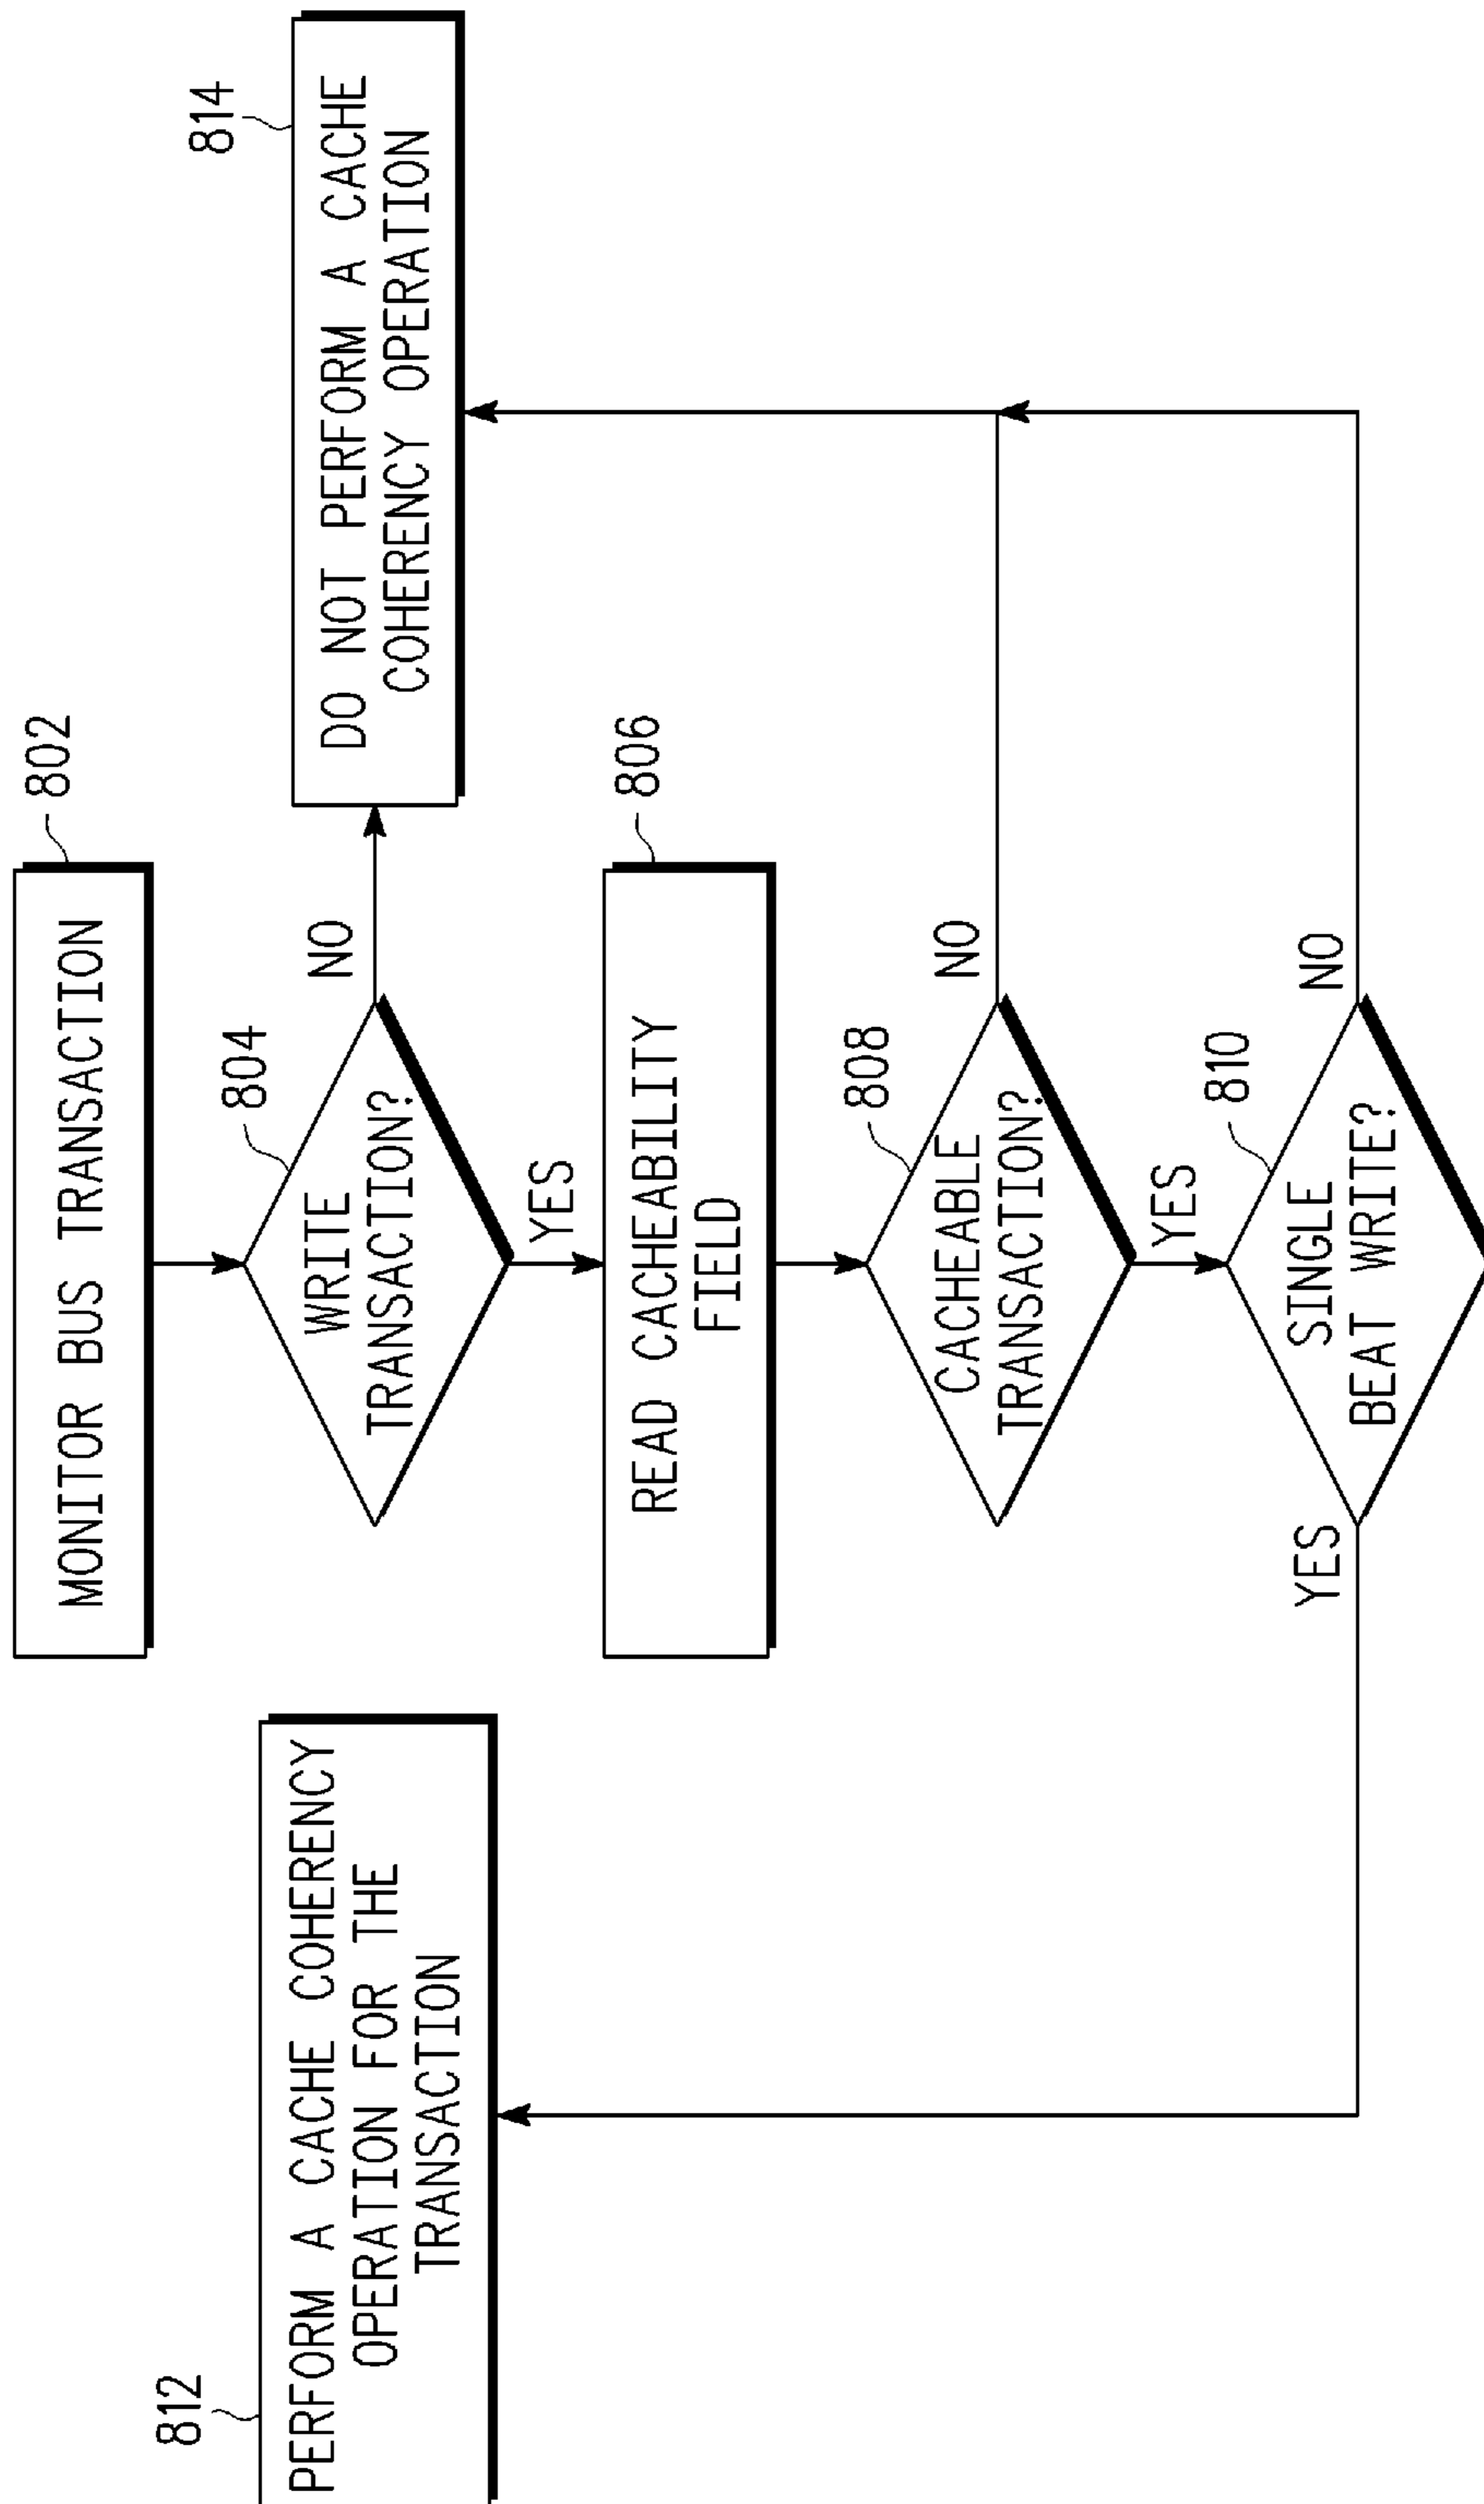 802
MONITOR BUS TRANSACTION
804
WRITE
TRANSACTION?
NO
YES
814
DO NOT PERFORM A CACHE
COHERENCY OPERATION
812
PERFORM A CACHE COHERENCY
OPERATION FOR THE
TRANSACTION
806
READ CACHEABILITY
FIELD
808
CACHEABLE
TRANSACTION?
NO
YES
810
SINGLE
BEAT WRITE?
YES
NO